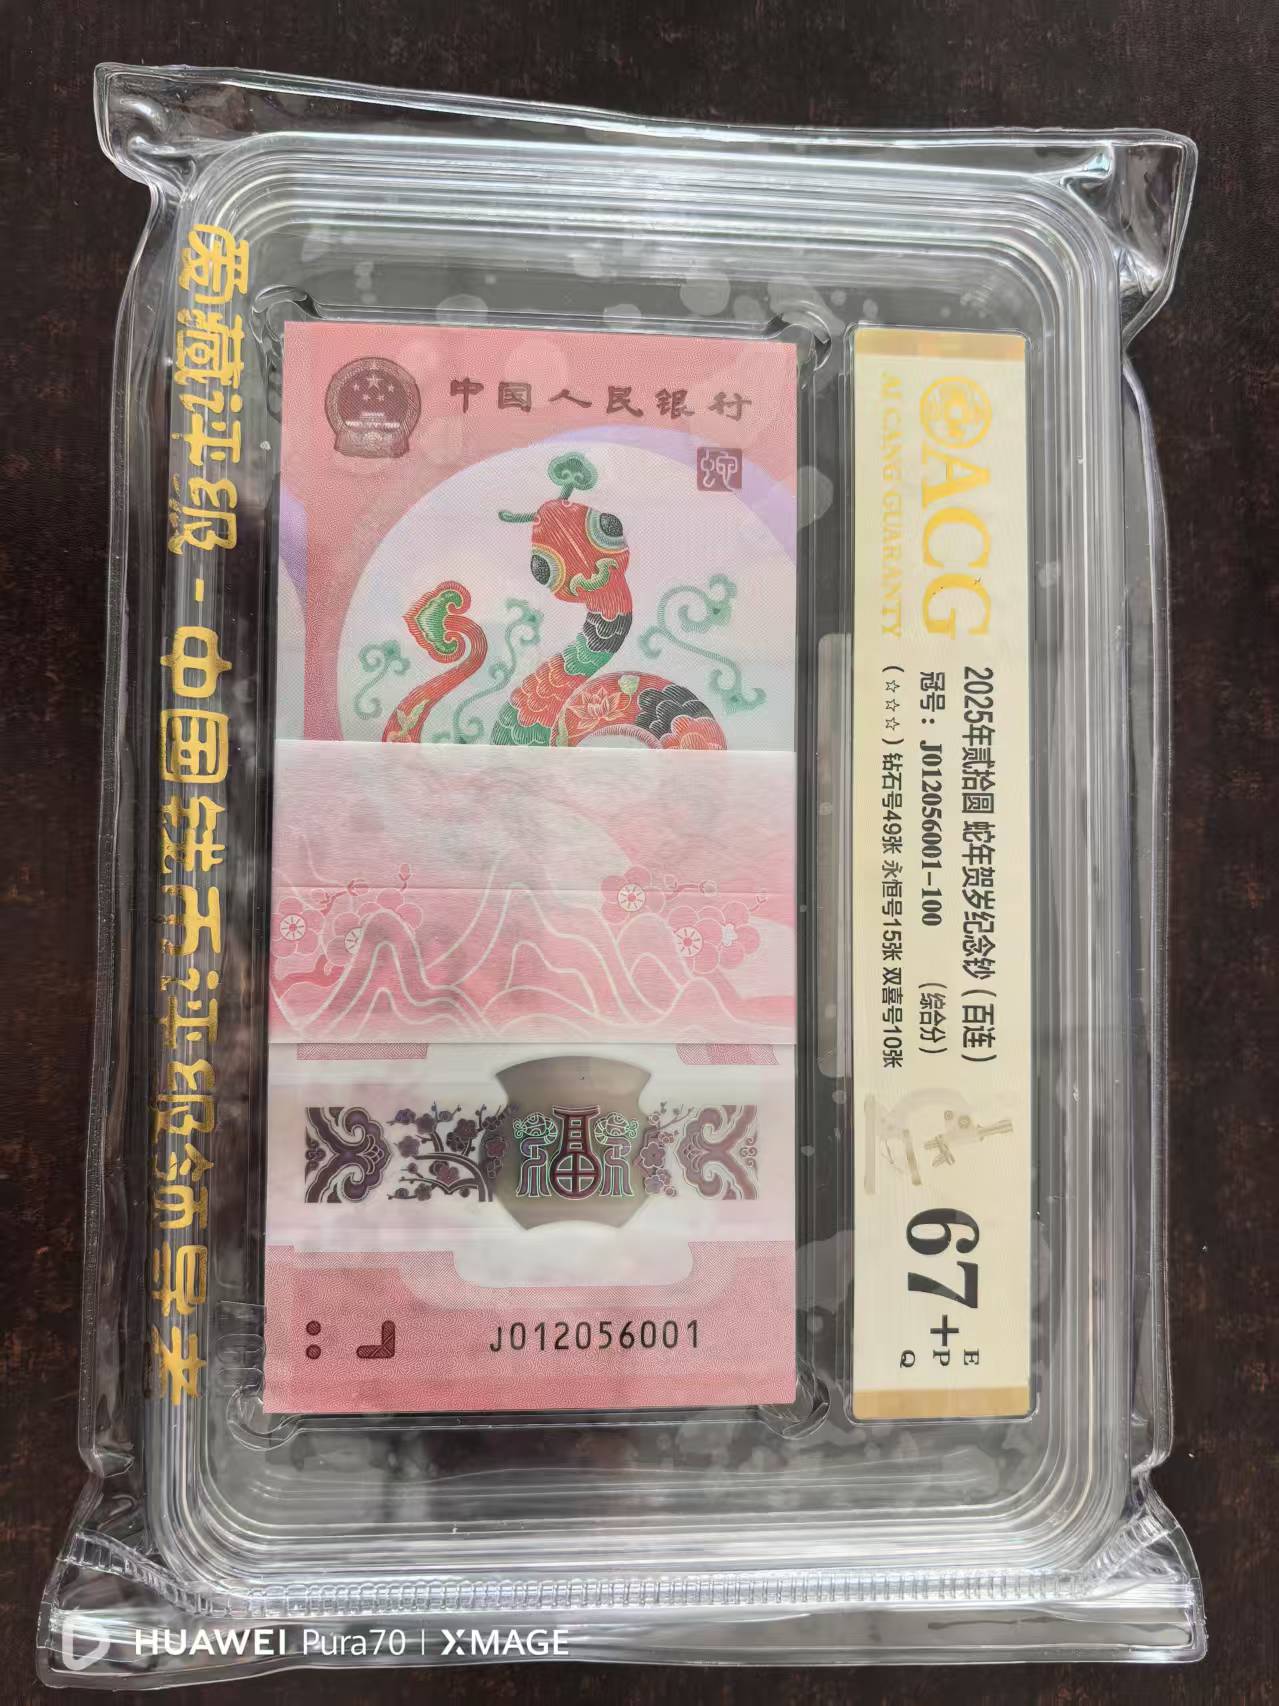 爱藏评级-中国钱币评级领导者
中国人民银行
蛇
福
J012056001
ACG
AI CANG GUARANTY
2025年贰拾圆 蛇年贺岁纪念钞（百连）
冠号：J012056001-100 （综合分）
（☆☆☆）钻石号49张 永恒号15张 双喜号10张
67+
E
P
Q
HUAWEI Pura70 | XMAGE